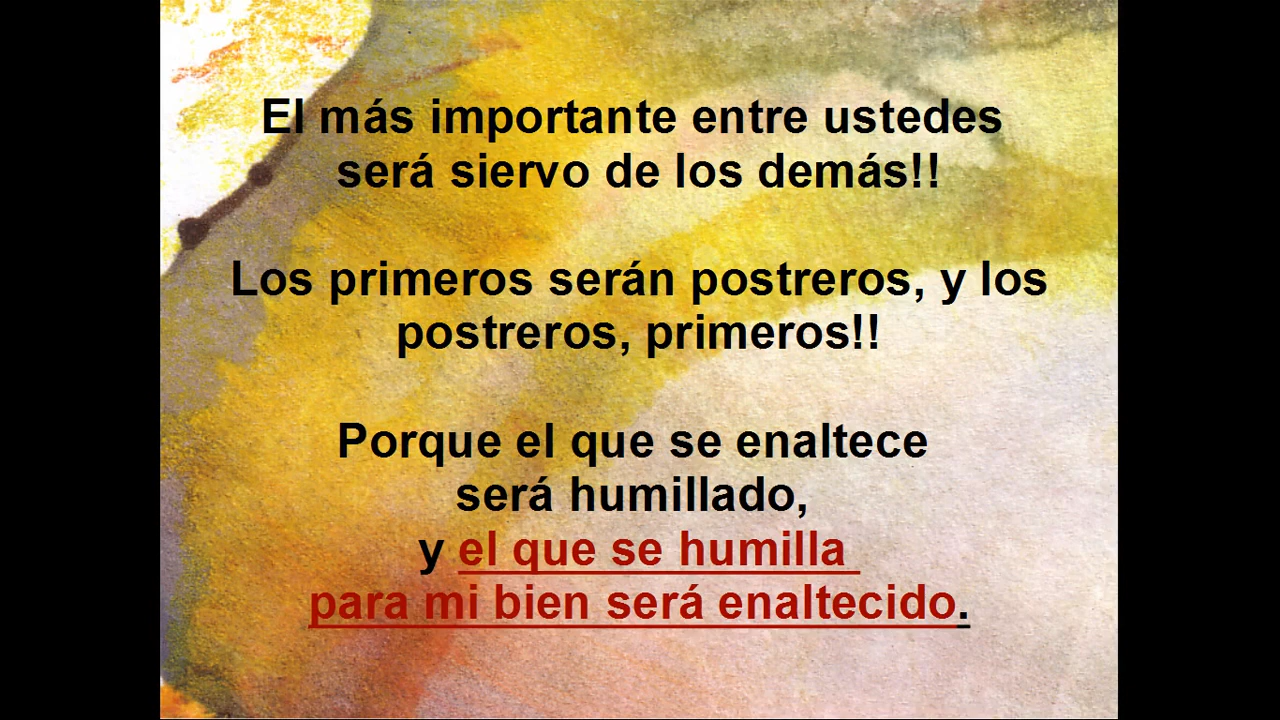 El más importante entre ustedes
será siervo de los demás!!
Los primeros serán postreros, y los
postreros, primeros!!
Porque el que se enaltece
será humillado,
y el que se humilla
para mi bien será enaltecido.